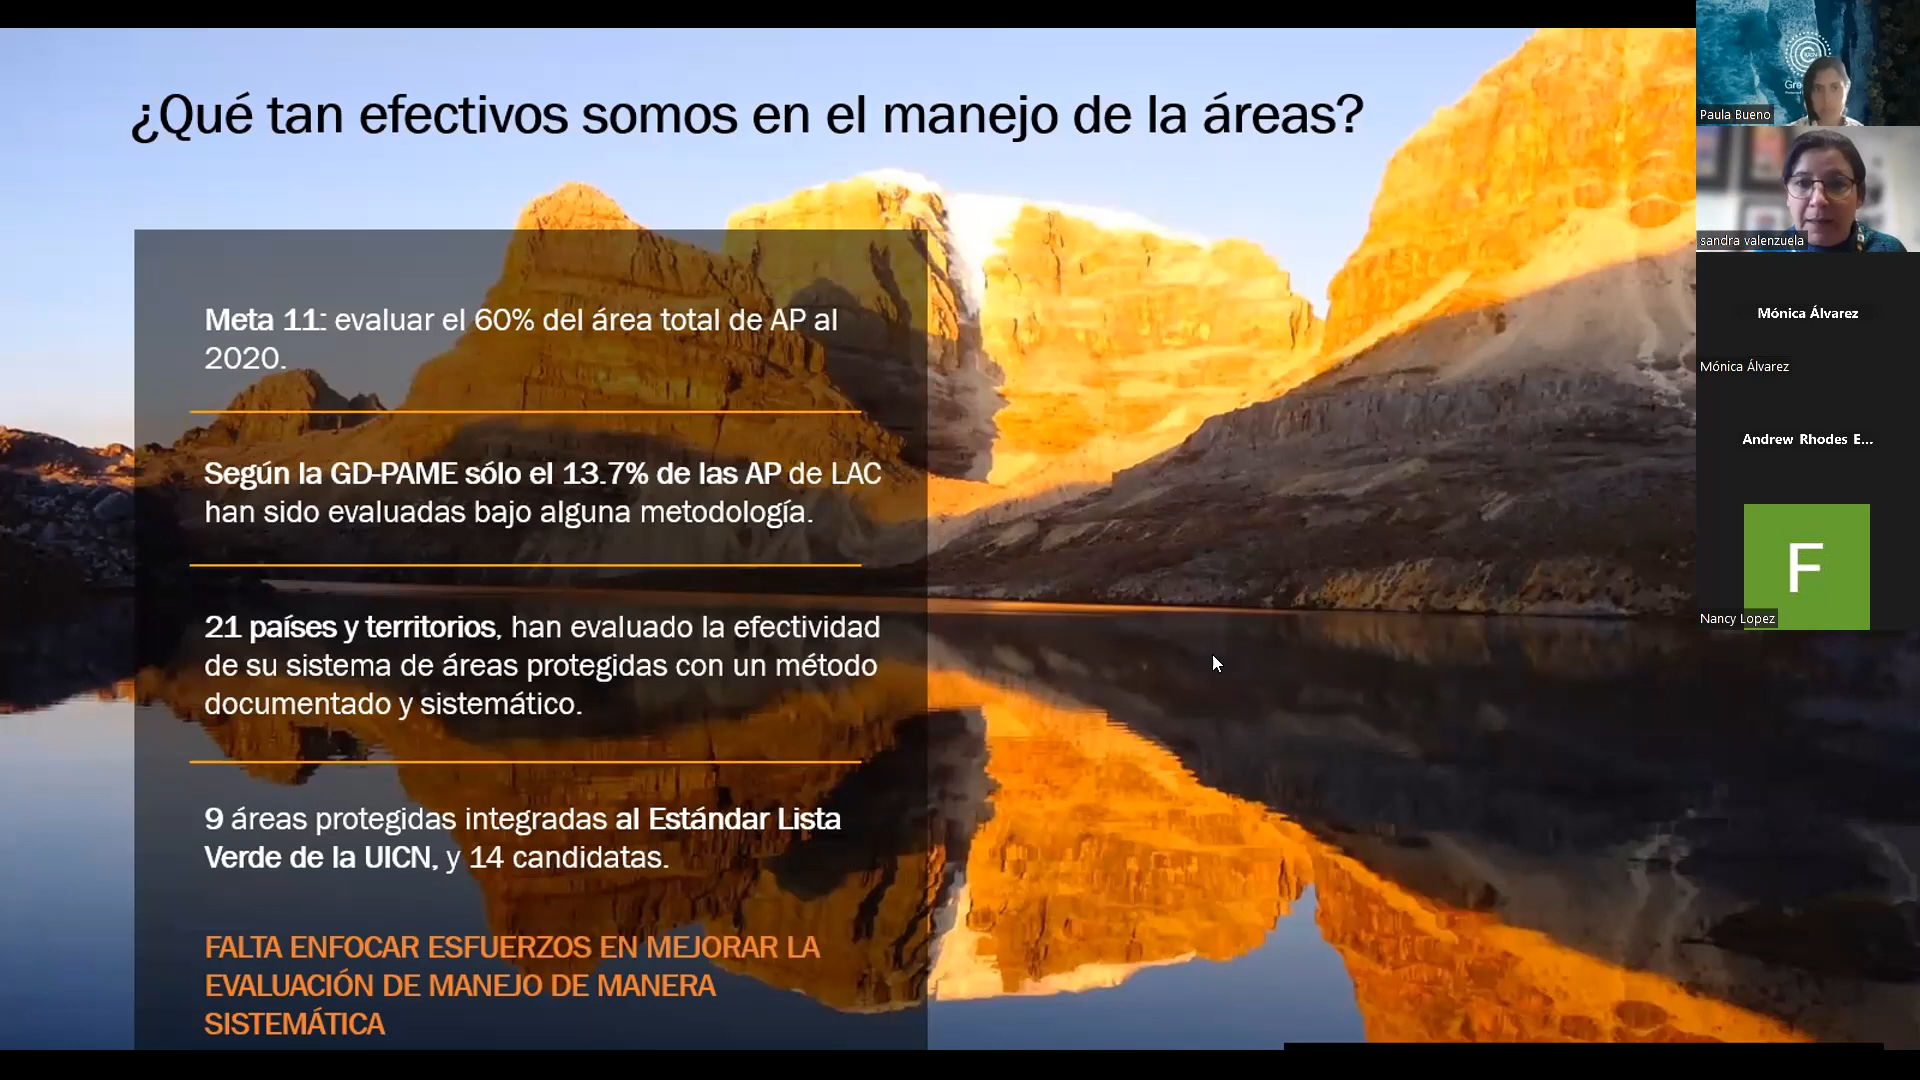 ¿Qué tan efectivos somos en el manejo de la áreas?
Meta 11: evaluar el 60% del área total de AP al
2020.
Según la GD-PAME sólo el 13.7% de las AP de LAC
han sido evaluadas bajo alguna metodología.
21 países y territorios, han evaluado la efectividad
de su sistema de áreas protegidas con un método
documentado y sistemático.
9 áreas protegidas integradas al Estándar Lista
Verde de la UICN, y 14 candidatas.
FALTA ENFOCAR ESFUERZOS EN MEJORAR LA
EVALUACIÓN DE MANEJO DE MANERA
SISTEMÁTICA
Paula Bueno
sandra valenzuela
Mónica Álvarez
Mónica Álvarez
Andrew Rhodes E...
F
Nancy Lopez